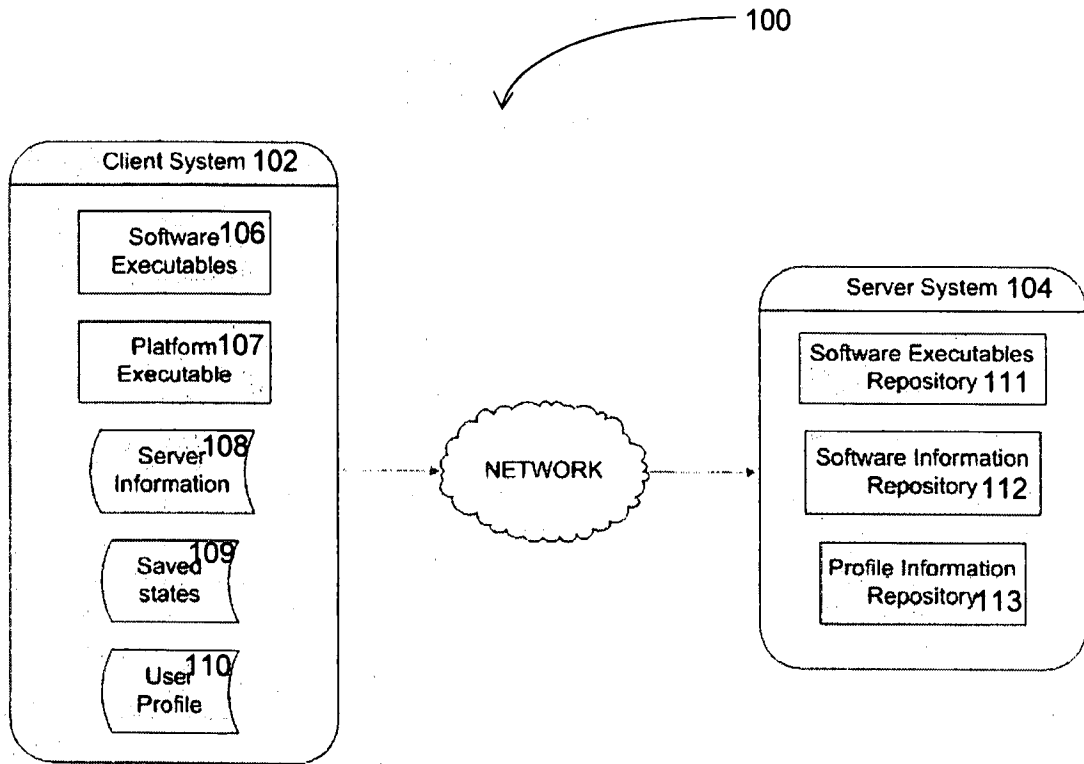 100
Client System 102
Software 106
Executables
Platform 107
Executable
Server 108
Information
Saved 109
states
User 110
Profile
NETWORK
Server System 104
Software Executables
Repository 111
Software Information
Repository 112
Profile Information
Repository 113